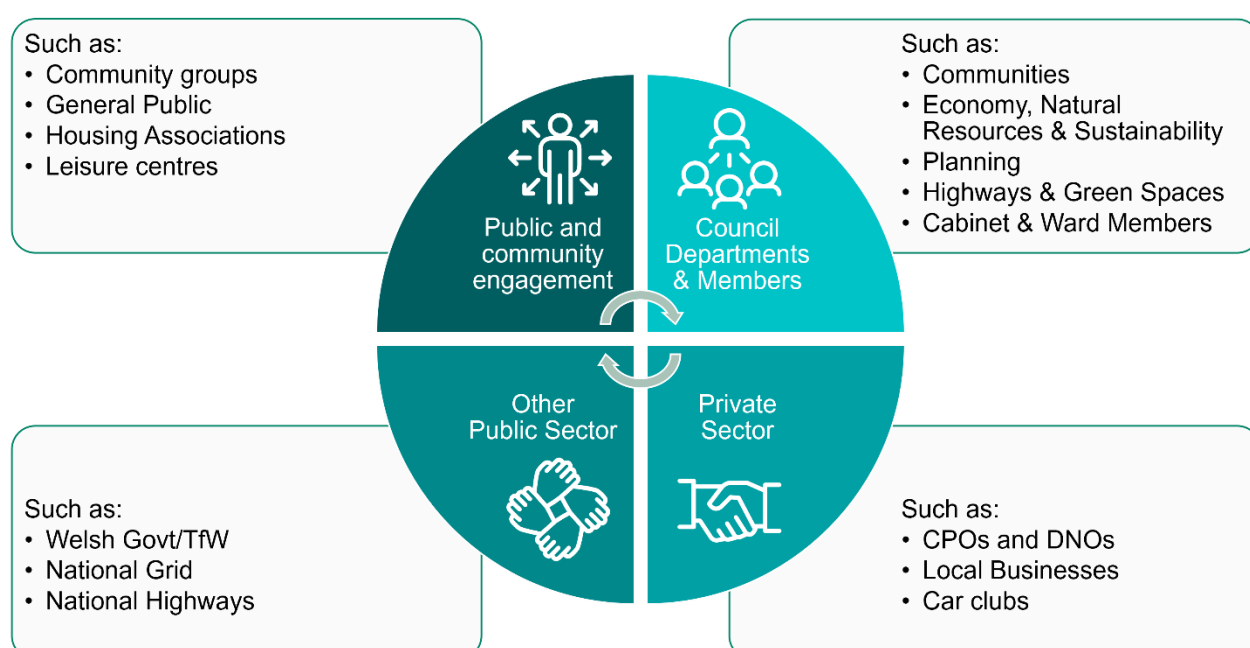 Such as:
• Community groups
• General Public
• Housing Associations
• Leisure centres
Public and
community
engagement
Council
Departments
& Members
Such as:
• Communities
• Economy, Natural
Resources & Sustainability
• Planning
• Highways & Green Spaces
• Cabinet & Ward Members
Other
Public Sector
Private
Sector
Such as:
• Welsh Govt/TfW
• National Grid
• National Highways
Such as:
• CPOs and DNOs
• Local Businesses
• Car clubs